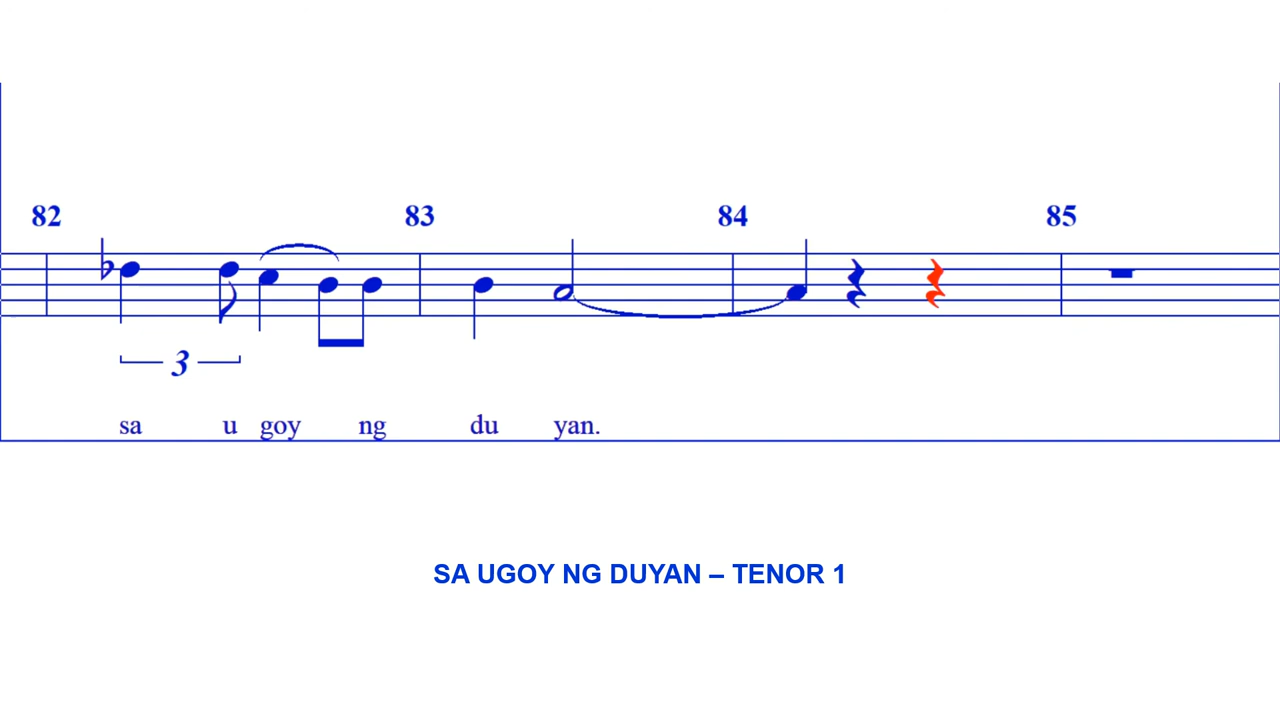 82 83 84 85
3
sa u goy ng du yan.
SA UGOY NG DUYAN – TENOR 1